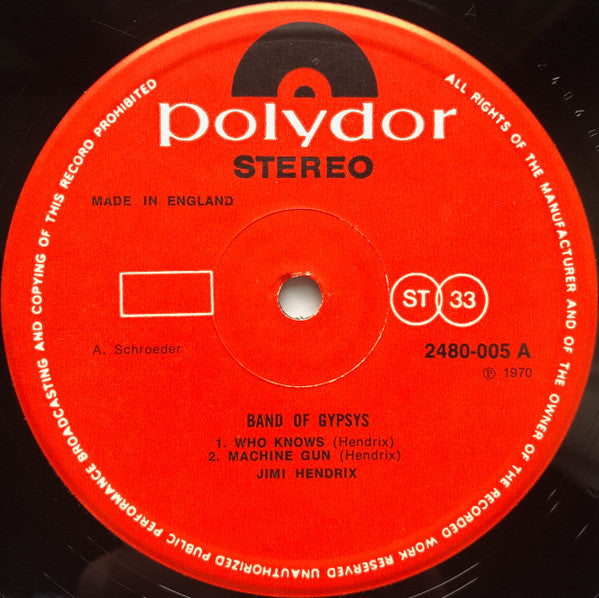 polydor
STEREO
MADE IN ENGLAND
ST 33
A. Schroeder
2480-005 A
℗ 1970
BAND OF GYPSYS
1. WHO KNOWS (Hendrix)
2. MACHINE GUN (Hendrix)
JIMI HENDRIX
ALL RIGHTS OF THE MANUFACTURER AND OF THE OWNER OF THE RECORDED WORK RESERVED UNAUTHORIZED PUBLIC PERFORMANCE BROADCASTING AND COPYING OF THIS RECORD PROHIBITED